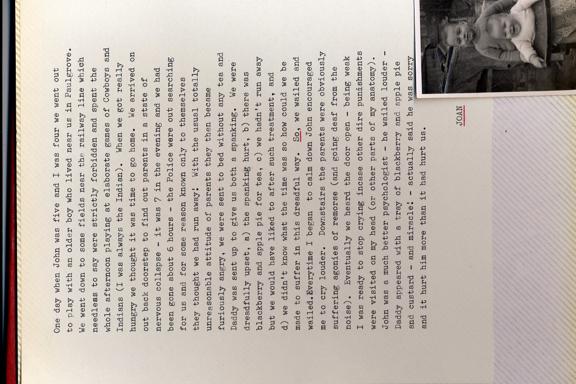 One day when John was five and I was four we went out
to play with an older boy who lived near us in Paulsgrove.
We went down to some fields near the railway line which
needless to say were strictly forbidden and spent the
whole afternoon playing at elaborate games of Cowboys and
Indians (I was always the Indian). When we got really
hungry we thought it was time to go home. We arrived on
out back doorstep to find out parents in a state of
nervous collapse - it was 7 in the evening and we had
been gone about 6 hours - the Police were out searching
for us and for some reason known only to themselves
they thought we had run away! With the usual totally
unreasonable attitude of parents they then became
furiously angry, we were sent to bed without any tea and
Daddy was sent up to give us both a spanking. We were
dreadfully upset, a) the spanking hurt, b) there was
blackberry and apple pie for tea, c) we hadn't run away
but we would have liked to after such treatment, and
d) we didn't know what the time was so how could we be
made to suffer in this dreadful way. So, we wailed and
wailed.Everytime I began to calm down John encouraged
me to cry louder. Downstairs the parents were obviously
suffering agonies of remorse (and going deaf from the
noise). Eventually we heard the door open - being weak
I was ready to stop crying incase other dire punishments
were visited on my head (or other parts of my anatomy).
John was a much better psychologist - he wailed louder -
Daddy appeared with a tray of blackberry and apple pie
and custard - and miracle! - actually said he was sorry
and it hurt him more than it had hurt us.
JOAN